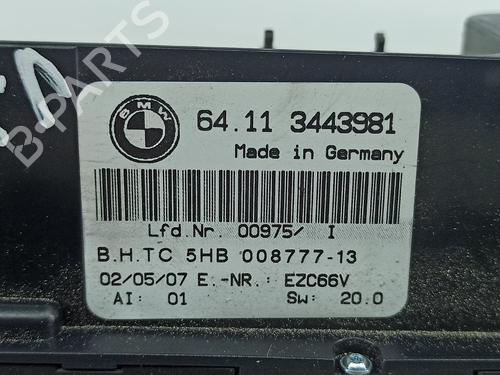 BMW
64.11 3443981
Made in Germany
Lfd.Nr. 00975/ I
B.H.TC 5HB 008777-13
02/05/07 E.-NR.: EZC66V
AI: 01 SW: 20.0